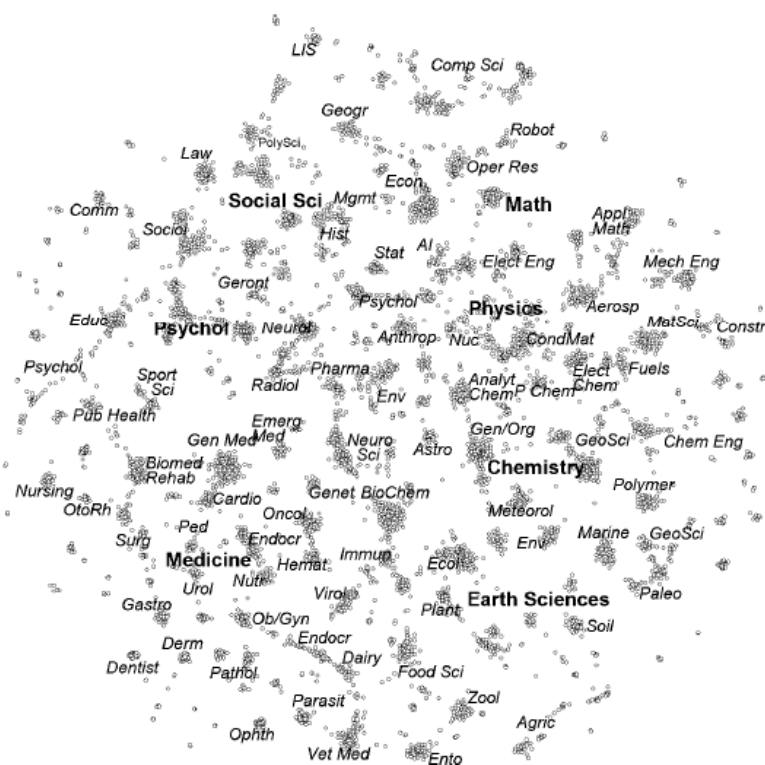 LIS
Comp Sci
Geogr
Robot
PolySci
Law
Oper Res
Econ
Social Sci
Mgmt
Math
Comm
Appl
Math
Sociol
Hist
AI
Stat
Elect Eng
Mech Eng
Geront
Psychol
Physics
Aerosp
Educ
Psychol
Neurol
Anthrop
Nuc
CondMat
MatSci
Constr
Psychol
Sport
Sci
Radiol
Pharma
Env
Analyt
Chem
P Chem
Elect
Chem
Fuels
Pub Health
Emerg
Med
Gen Med
Neuro
Sci
Astro
Gen/Org
GeoSci
Chem Eng
Biomed
Rehab
Chemistry
Nursing
OtoRh
Cardio
Genet
BioChem
Polymer
Oncol
Meteorol
Surg
Ped
Endocr
Immun
Env
Marine
GeoSci
Medicine
Hemat
Ecol
Nutr
Urol
Virol
Paleo
Gastro
Plant
Earth Sciences
Ob/Gyn
Soil
Derm
Endocr
Dentist
Pathol
Dairy
Food Sci
Parasit
Zool
Ophth
Agric
Vet Med
Ento